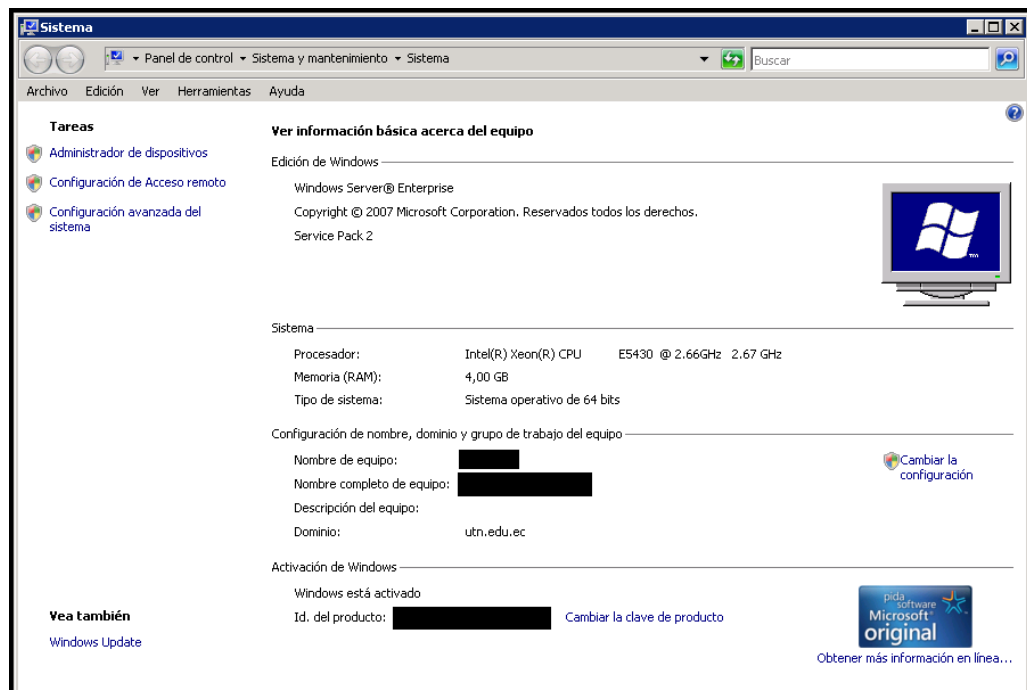 Sistema
Panel de control Sistema y mantenimiento Sistema
Buscar
Archivo Edición Ver Herramientas Ayuda
Tareas
Administrador de dispositivos
Configuración de Acceso remoto
Configuración avanzada del
sistema
Ver información básica acerca del equipo
Edición de Windows
Windows Server® Enterprise
Copyright © 2007 Microsoft Corporation. Reservados todos los derechos.
Service Pack 2
Sistema
Procesador: Intel(R) Xeon(R) CPU E5430 @ 2.66GHz 2.67 GHz
Memoria (RAM): 4,00 GB
Tipo de sistema: Sistema operativo de 64 bits
Configuración de nombre, dominio y grupo de trabajo del equipo
Nombre de equipo:
Cambiar la
configuración
Nombre completo de equipo:
Descripción del equipo:
Dominio: utn.edu.ec
Activación de Windows
Windows está activado
Id. del producto: Cambiar la clave de producto
pida
software
Microsoft
original
Obtener más información en línea...
Vea también
Windows Update